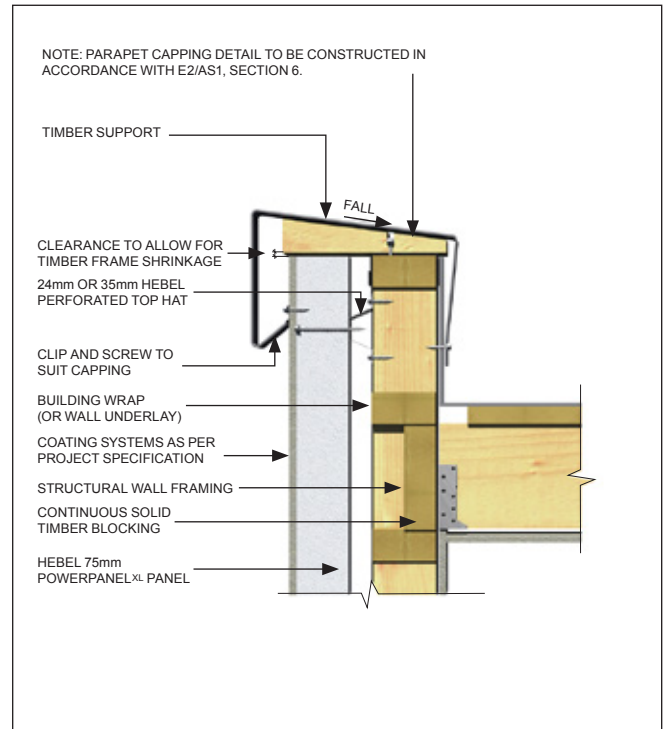 NOTE: PARAPET CAPPING DETAIL TO BE CONSTRUCTED IN
ACCORDANCE WITH E2/AS1, SECTION 6.
TIMBER SUPPORT
FALL
CLEARANCE TO ALLOW FOR
TIMBER FRAME SHRINKAGE
24mm OR 35mm HEBEL
PERFORATED TOP HAT
CLIP AND SCREW TO
SUIT CAPPING
BUILDING WRAP
(OR WALL UNDERLAY)
COATING SYSTEMS AS PER
PROJECT SPECIFICATION
STRUCTURAL WALL FRAMING
CONTINUOUS SOLID
TIMBER BLOCKING
HEBEL 75mm
POWERPANELXL PANEL